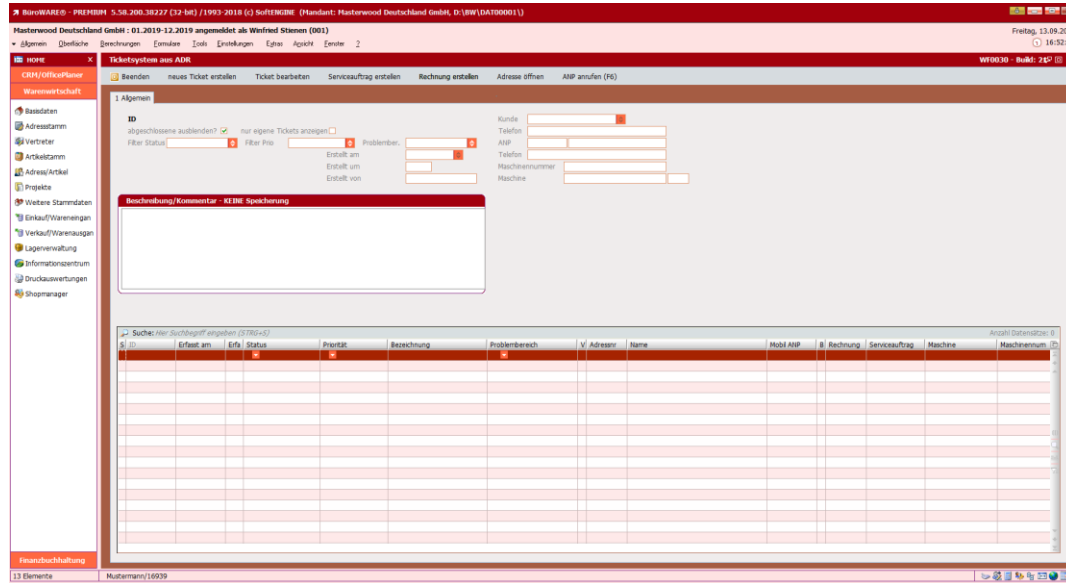 BüroWARE® - PREMIUM 5.58.200.38227 (32-bit) /1993-2018 (c) SoftENGINE (Mandant: Masterwood Deutschland GmbH, D:\BW\DAT00001\)
Masterwood Deutschland GmbH : 01.2019-12.2019 angemeldet als Winfried Stienen (001)
Freitag, 13.09.20
Allgemein Oberfläche Berechnungen Formulare Tools Einstellungen Extras Ansicht Fenster ?
16:52:
HOME X
Ticketsystem aus ADR
WF0030 - Build:
CRM/OfficePlaner
Beenden neues Ticket erstellen Ticket bearbeiten Serviceauftrag erstellen Rechnung erstellen Adresse öffnen ANP anrufen (F6)
Warenwirtschaft
1 Allgemein
Basisdaten
Adressstamm
Vertreter
Artikelstamm
Adress/Artikel
Projekte
Weitere Stammdaten
Einkauf/Wareneingan
Verkauf/Warenausgan
Lagerverwaltung
Informationszentrum
Druckauswertungen
Shopmanager
ID
abgeschlossene ausblenden? nur eigene Tickets anzeigen
Filter Status Filter Prio Problember.
Erstellt am
Erstellt um
Erstellt von
Kunde
Telefon
ANP
Telefon
Maschinennummer
Maschine
Beschreibung/Kommentar - KEINE Speicherung
Suche: Hier Suchbegriff eingeben (STRG+S)
Anzahl Datensätze: 0
S ID Erfasst am Erfa Status Priorität Bezeichnung Problembereich V Adressnr Name Mobil ANP B Rechnung Serviceauftrag Maschine Maschinennum
Finanzbuchhaltung
13 Elemente
Mustermann/16939